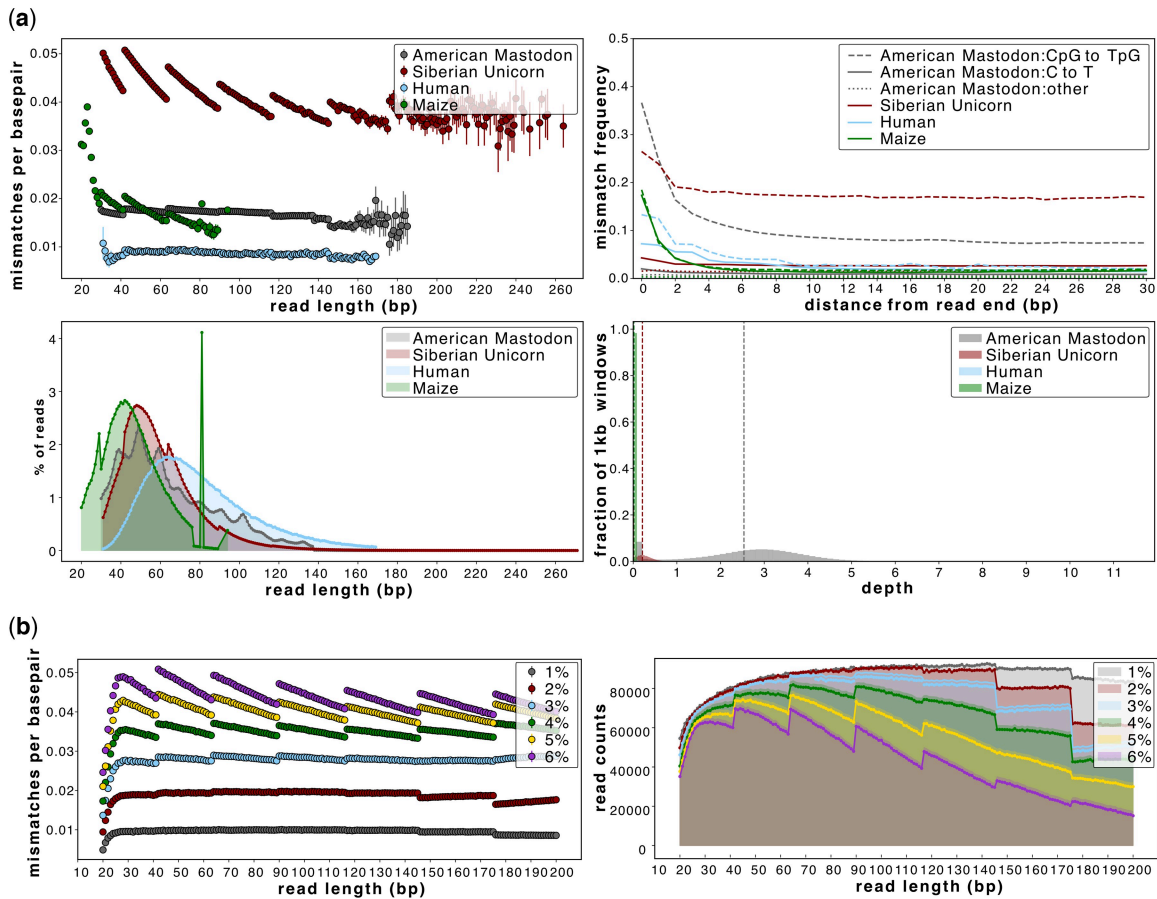 (a)
0.05
0.04
0.03
0.02
0.01
mismatches per basepair
American Mastodon
Siberian Unicorn
Human
Maize
20 40 60 80 100 120 140 160 180 200 220 240 260
read length (bp)
0.5
0.4
0.3
0.2
0.1
0.0
mismatch frequency
American Mastodon:CpG to TpG
American Mastodon:C to T
American Mastodon:other
Siberian Unicorn
Human
Maize
0 2 4 6 8 10 12 14 16 18 20 22 24 26 28 30
distance from read end (bp)
4
3
2
1
0
% of reads
American Mastodon
Siberian Unicorn
Human
Maize
20 40 60 80 100 120 140 160 180 200 220 240 260
read length (bp)
1.0
0.8
0.6
0.4
0.2
0.0
fraction of 1kb windows
American Mastodon
Siberian Unicorn
Human
Maize
0 1 2 3 4 5 6 7 8 9 10 11
depth
(b)
0.05
0.04
0.03
0.02
0.01
mismatches per basepair
1%
2%
3%
4%
5%
6%
10 20 30 40 50 60 70 80 90 100 110 120 130 140 150 160 170 180 190 200
read length (bp)
80000
60000
40000
20000
0
read counts
1%
2%
3%
4%
5%
6%
10 20 30 40 50 60 70 80 90 100 110 120 130 140 150 160 170 180 190 200
read length (bp)